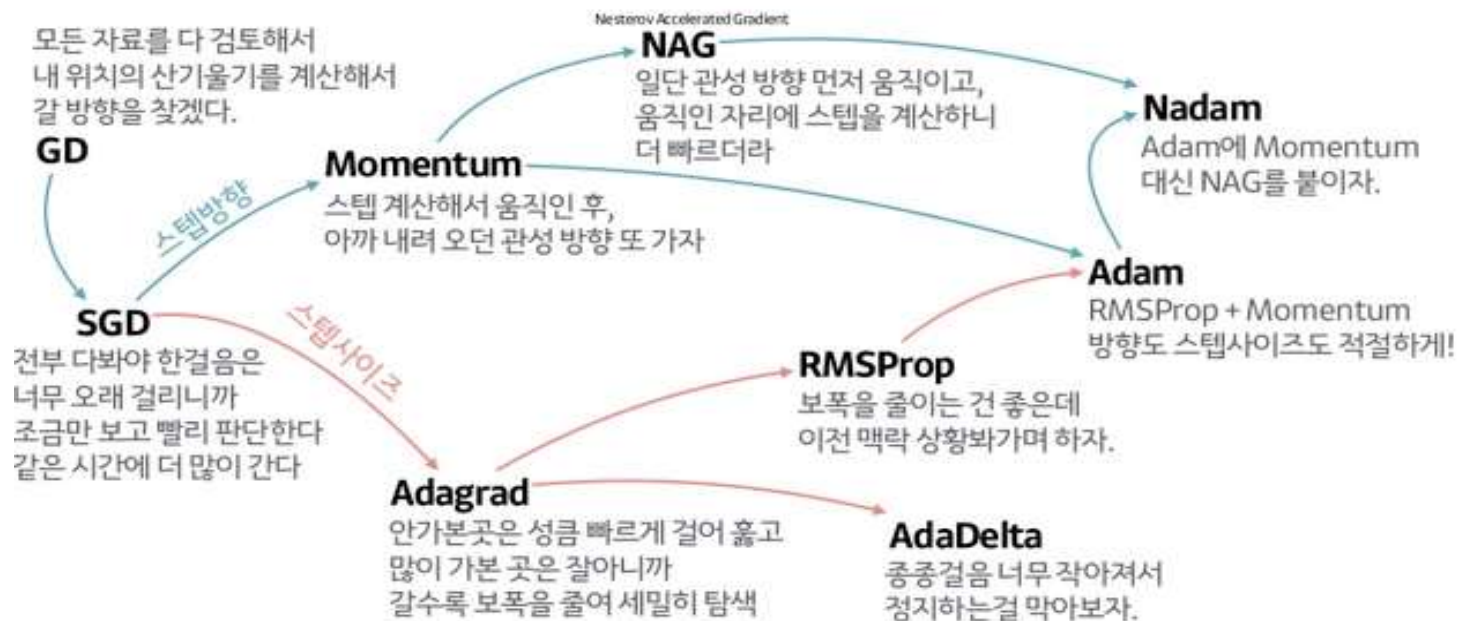 모든 자료를 다 검토해서
내 위치의 산기울기를 계산해서
갈 방향을 찾겠다.
GD
스텝방향
Momentum
스텝 계산해서 움직인 후,
아까 내려 오던 관성 방향 또 가자
Nesterov Accelerated Gradient
NAG
일단 관성 방향 먼저 움직이고,
움직인 자리에 스텝을 계산하니
더 빠르더라
Nadam
Adam에 Momentum
대신 NAG를 붙이자.
SGD
전부 다봐야 한걸음은
너무 오래 걸리니까
조금만 보고 빨리 판단한다
같은 시간에 더 많이 간다
스텝사이즈
Adagrad
안가본곳은 성큼 빠르게 걸어 훓고
많이 가본 곳은 잘아니까
갈수록 보폭을 줄여 세밀히 탐색
RMSProp
보폭을 줄이는 건 좋은데
이전 맥락 상황봐가며 하자.
Adam
RMSProp + Momentum
방향도 스텝사이즈도 적절하게!
AdaDelta
종종걸음 너무 작아져서
정지하는걸 막아보자.